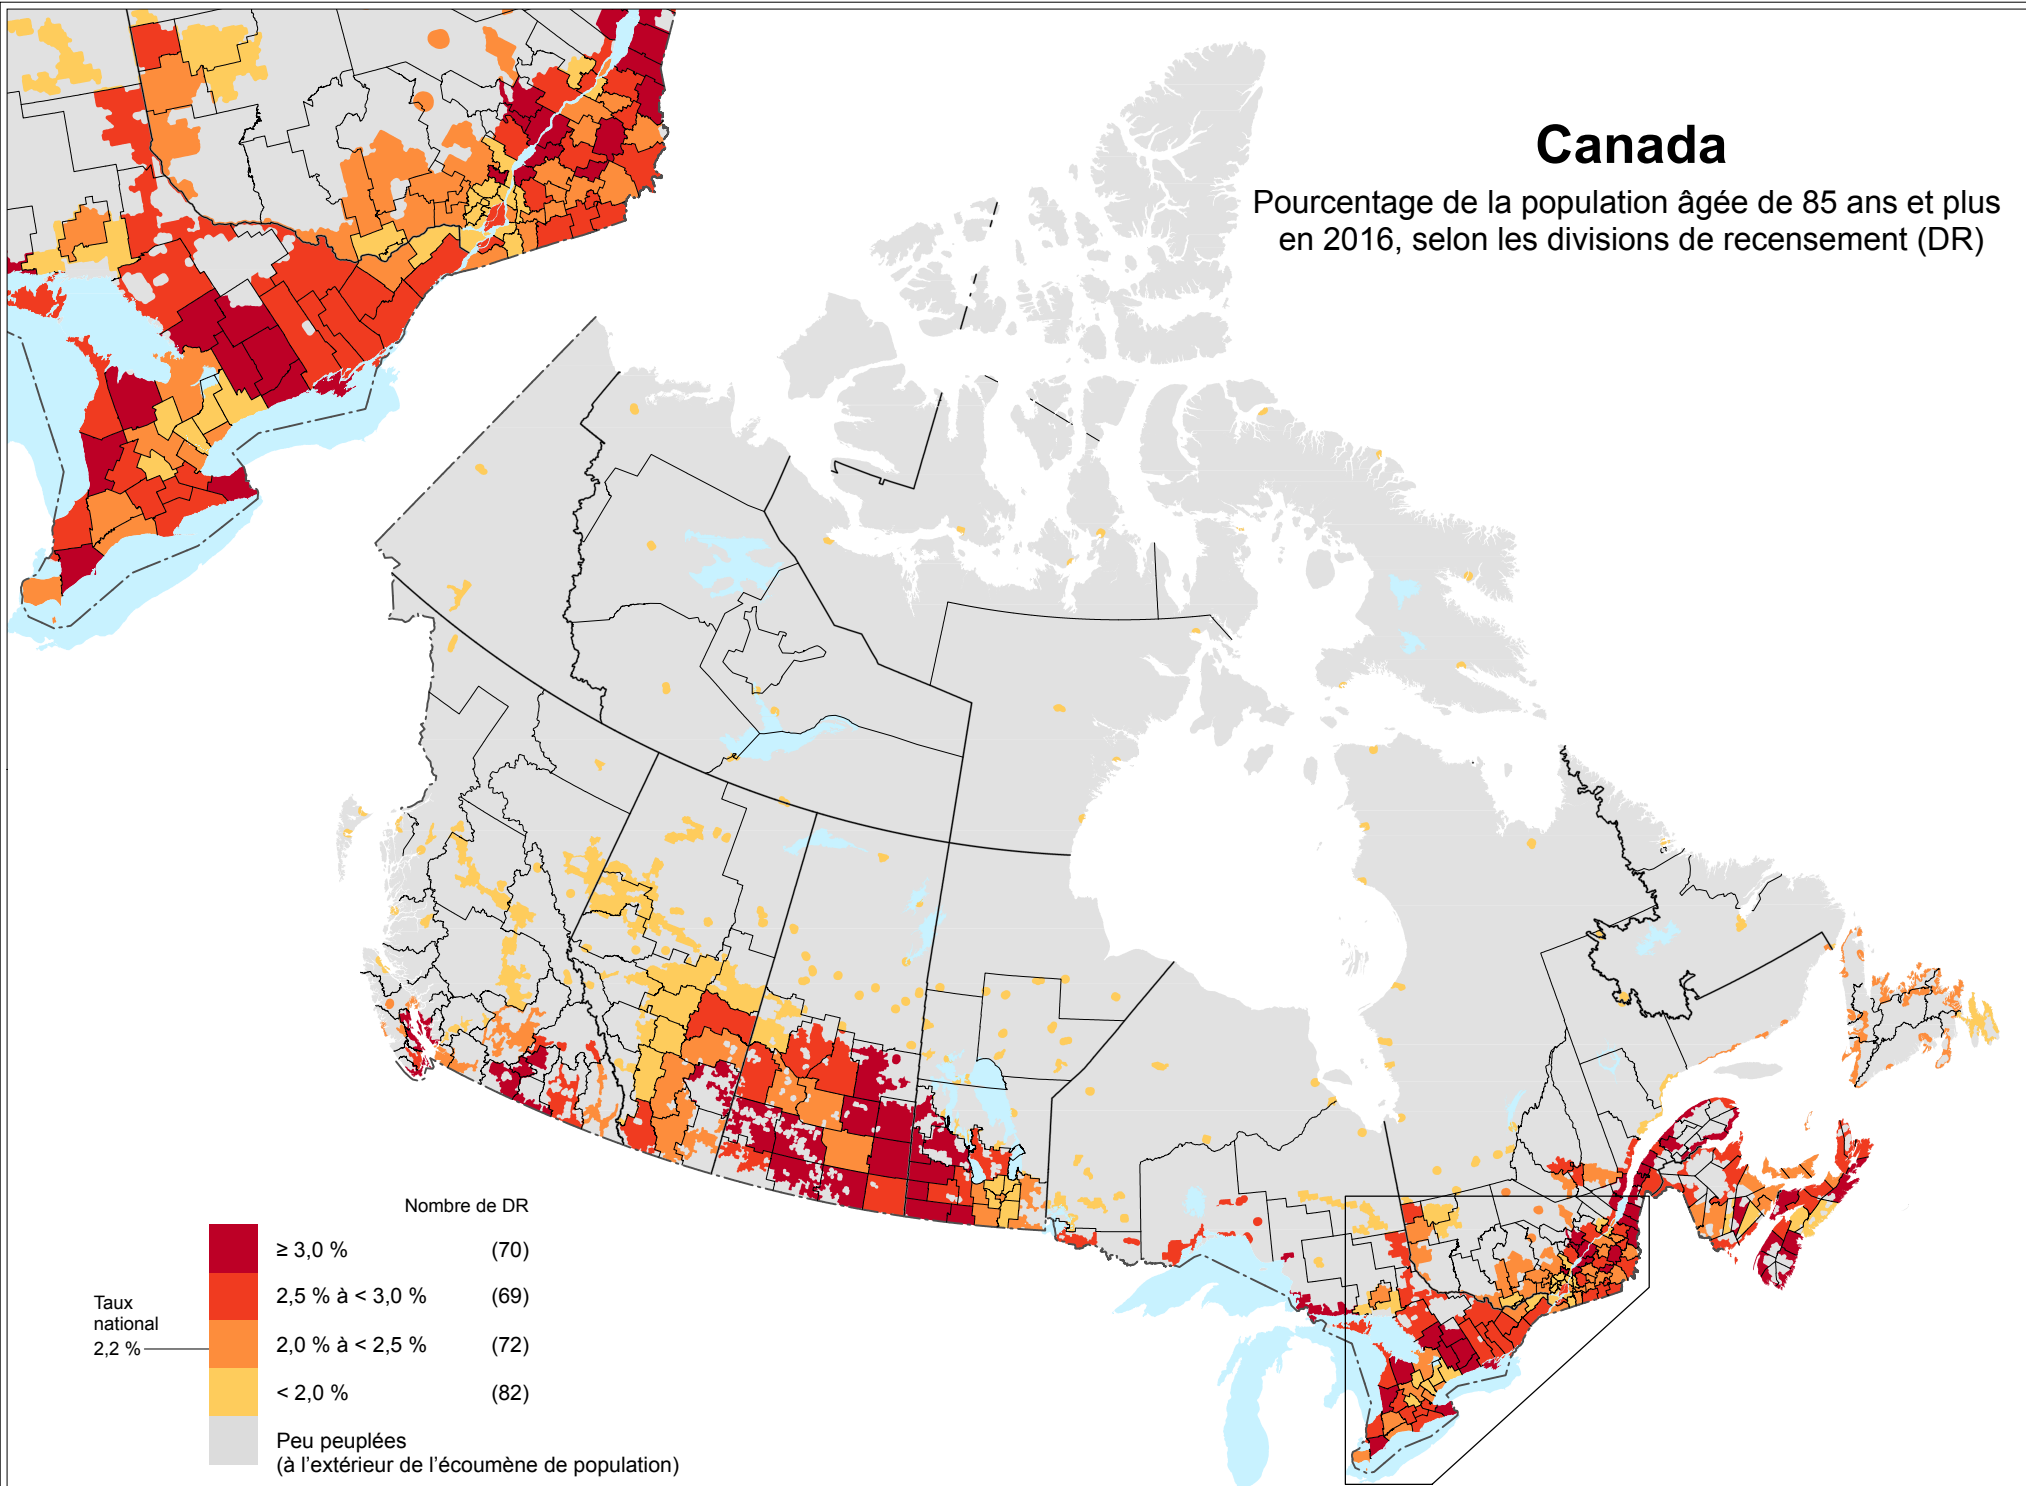 Canada
Pourcentage de la population âgée de 85 ans et plus
en 2016, selon les divisions de recensement (DR)
Nombre de DR
≥ 3,0 % (70)
2,5 % à < 3,0 % (69)
Taux
national
2,2 %
2,0 % à < 2,5 % (72)
< 2,0 % (82)
Peu peuplées
(à l’extérieur de l’écoumène de population)